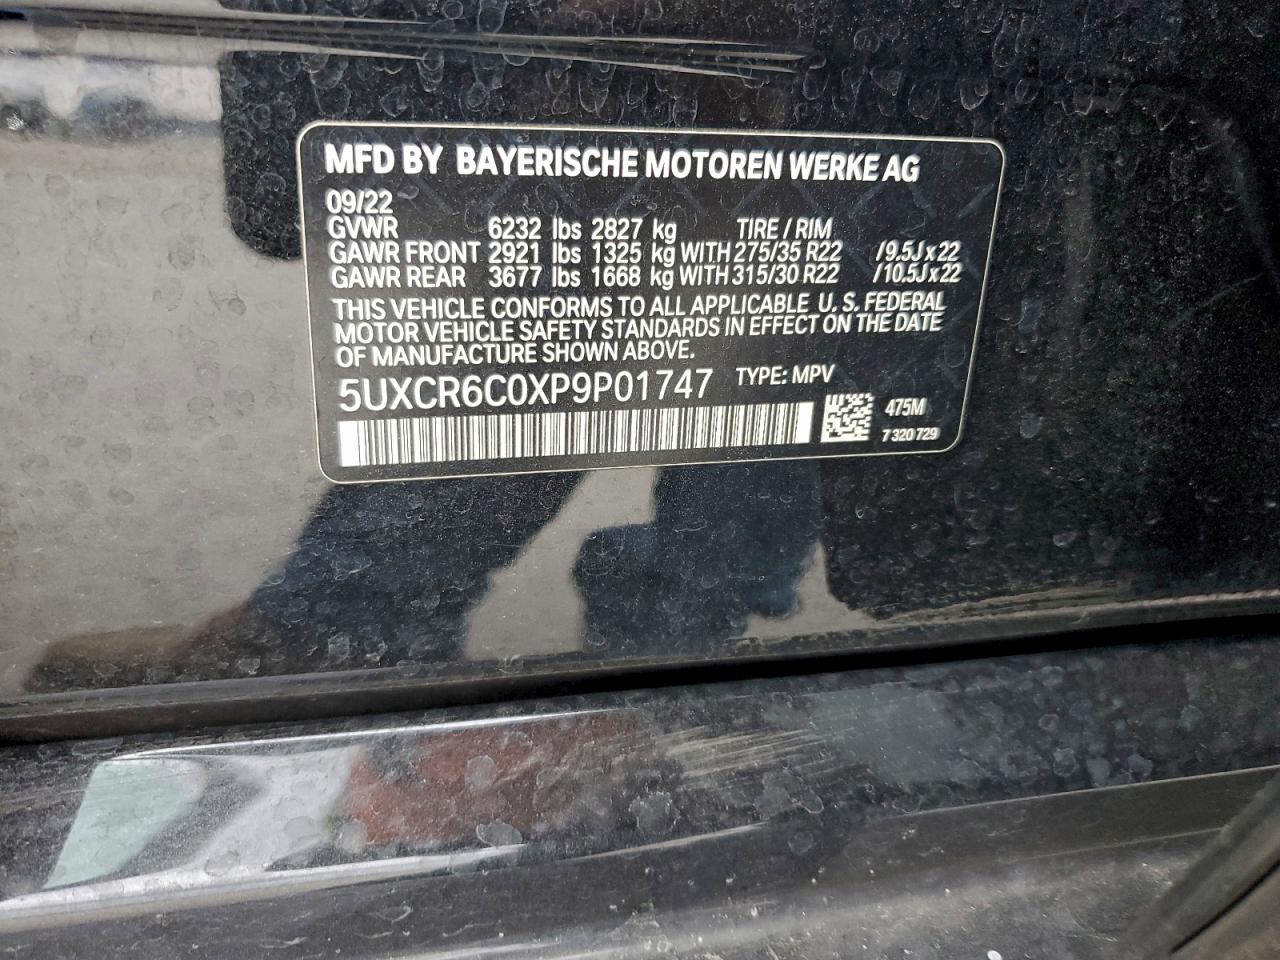 MFD BY BAYERISCHE MOTOREN WERKE AG
09/22
GVWR 6232 lbs 2827 kg TIRE / RIM
GAWR FRONT 2921 lbs 1325 kg WITH 275/35 R22 /9.5J x 22
GAWR REAR 3677 lbs 1668 kg WITH 315/30 R22 /10.5J x 22
THIS VEHICLE CONFORMS TO ALL APPLICABLE U. S. FEDERAL
MOTOR VEHICLE SAFETY STANDARDS IN EFFECT ON THE DATE
OF MANUFACTURE SHOWN ABOVE.
5UXCR6C0XP9P01747 TYPE: MPV
475M
7 320 729